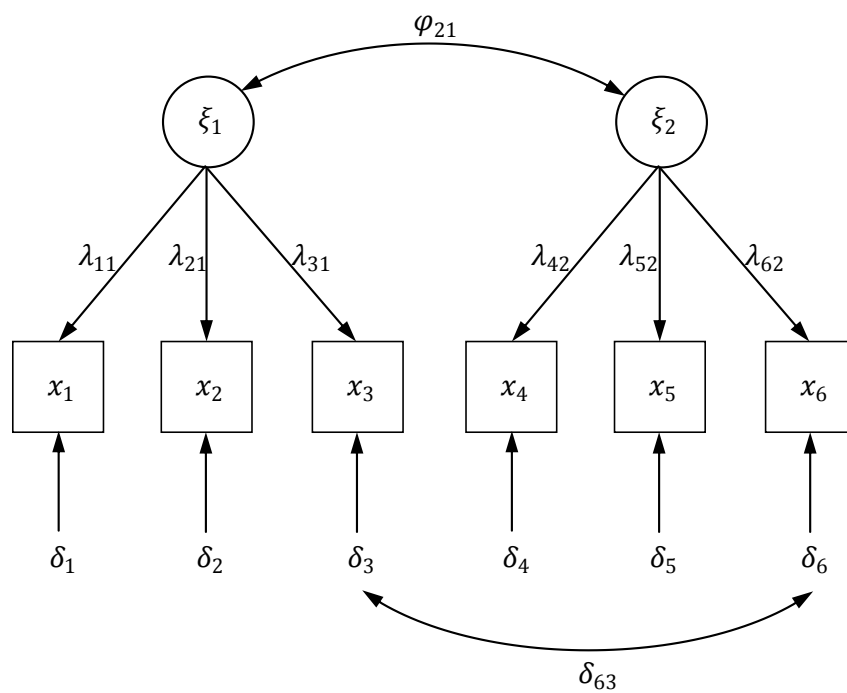 φ₂₁
ξ₁ ξ₂
λ₁₁ λ₂₁ λ₃₁ λ₄₂ λ₅₂ λ₆₂
x₁ x₂ x₃ x₄ x₅ x₆
δ₁ δ₂ δ₃ δ₄ δ₅ δ₆
δ₆₃